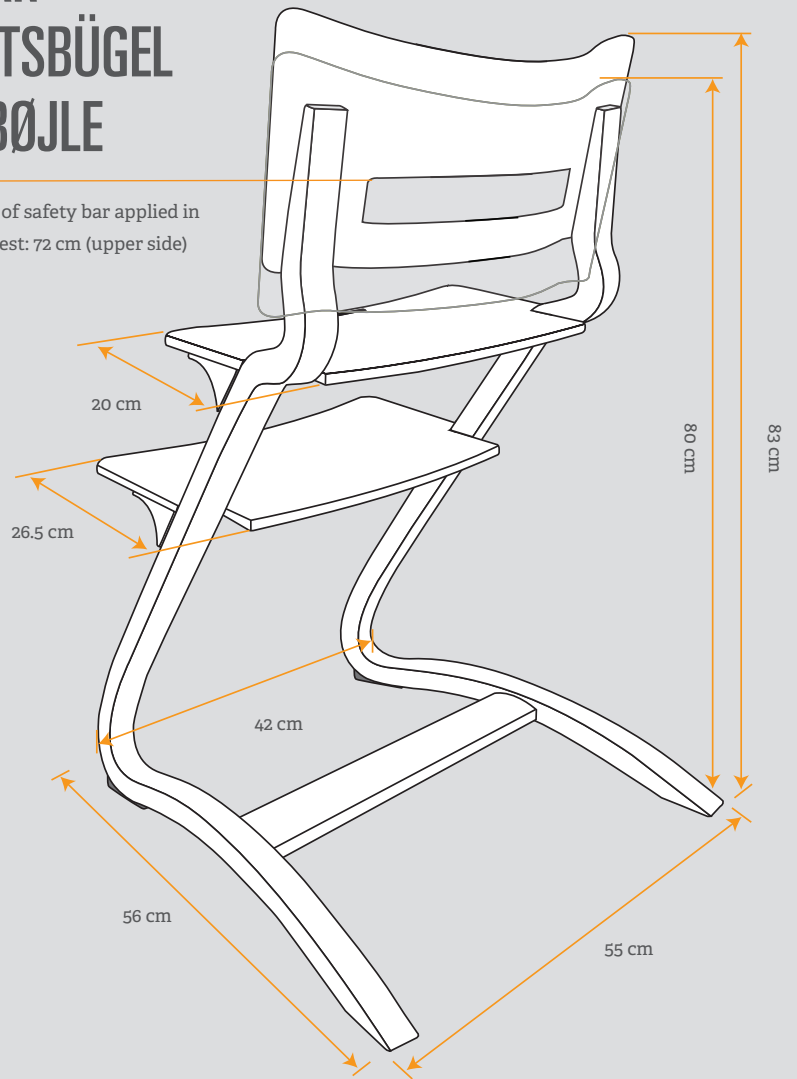 TSBÜGEL
BØJLE
of safety bar applied in
est: 72 cm (upper side)
20 cm
26.5 cm
42 cm
56 cm
55 cm
80 cm
83 cm